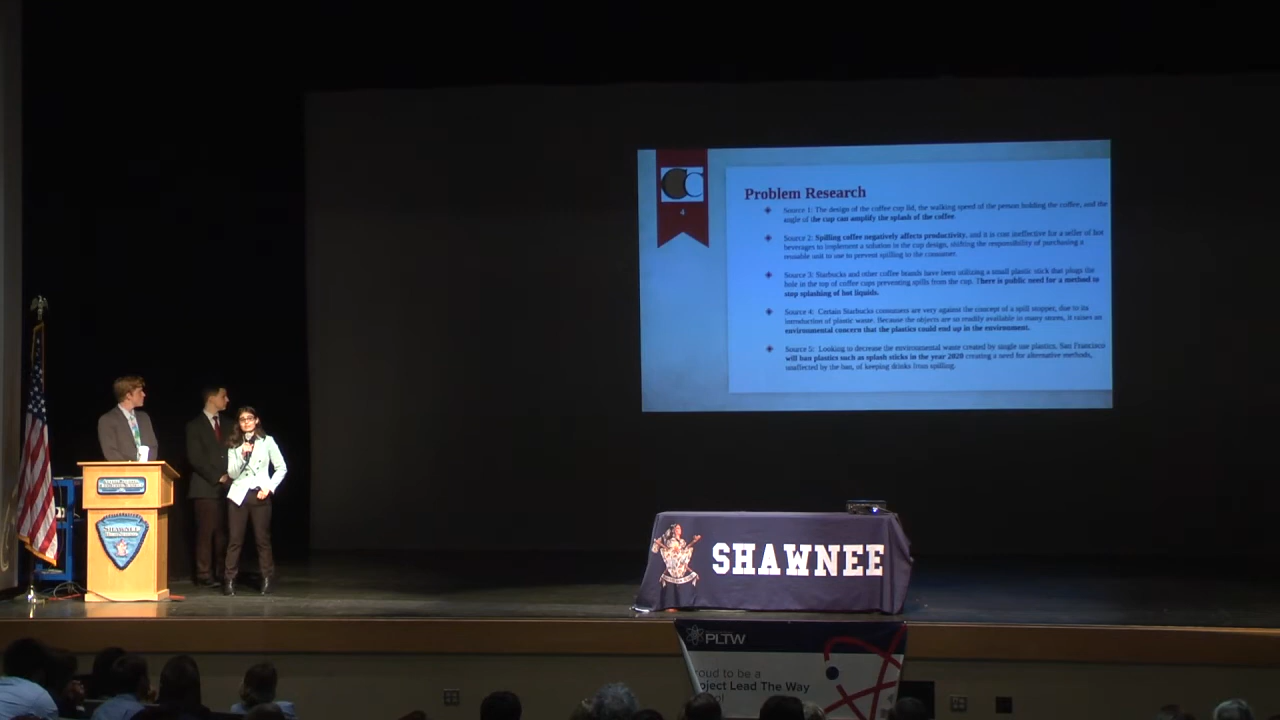 CC
4
Problem Research
Source 1: The design of the coffee cup lid, the walking speed of the person holding the coffee, and the
angle of the cup can amplify the splash of the coffee.
Source 2: Spilling coffee negatively affects productivity, and it is cost ineffective for a seller of hot
beverages to implement a solution in the cup design, shifting the responsibility of purchasing a
reusable unit to use to prevent spilling to the consumer.
Source 3: Starbucks and other coffee brands have been utilizing a small plastic stick that plugs the
hole in the top of coffee cups preventing spills from the cup. There is public need for a method to
stop splashing of hot liquids.
Source 4: Certain Starbucks consumers are very against the concept of a spill stopper, due to its
introduction of plastic waste. Because the objects are so readily available in many stores, it raises an
environmental concern that the plastics could end up in the environment.
Source 5: Looking to decrease the environmental waste created by single use plastics, San Francisco
will ban plastics such as splash sticks in the year 2020 creating a need for alternative methods,
unaffected by the ban, of keeping drinks from spilling.
SHAWNEE
SHAWNEE
PLTW
oud to be a
oject Lead The Way
ol